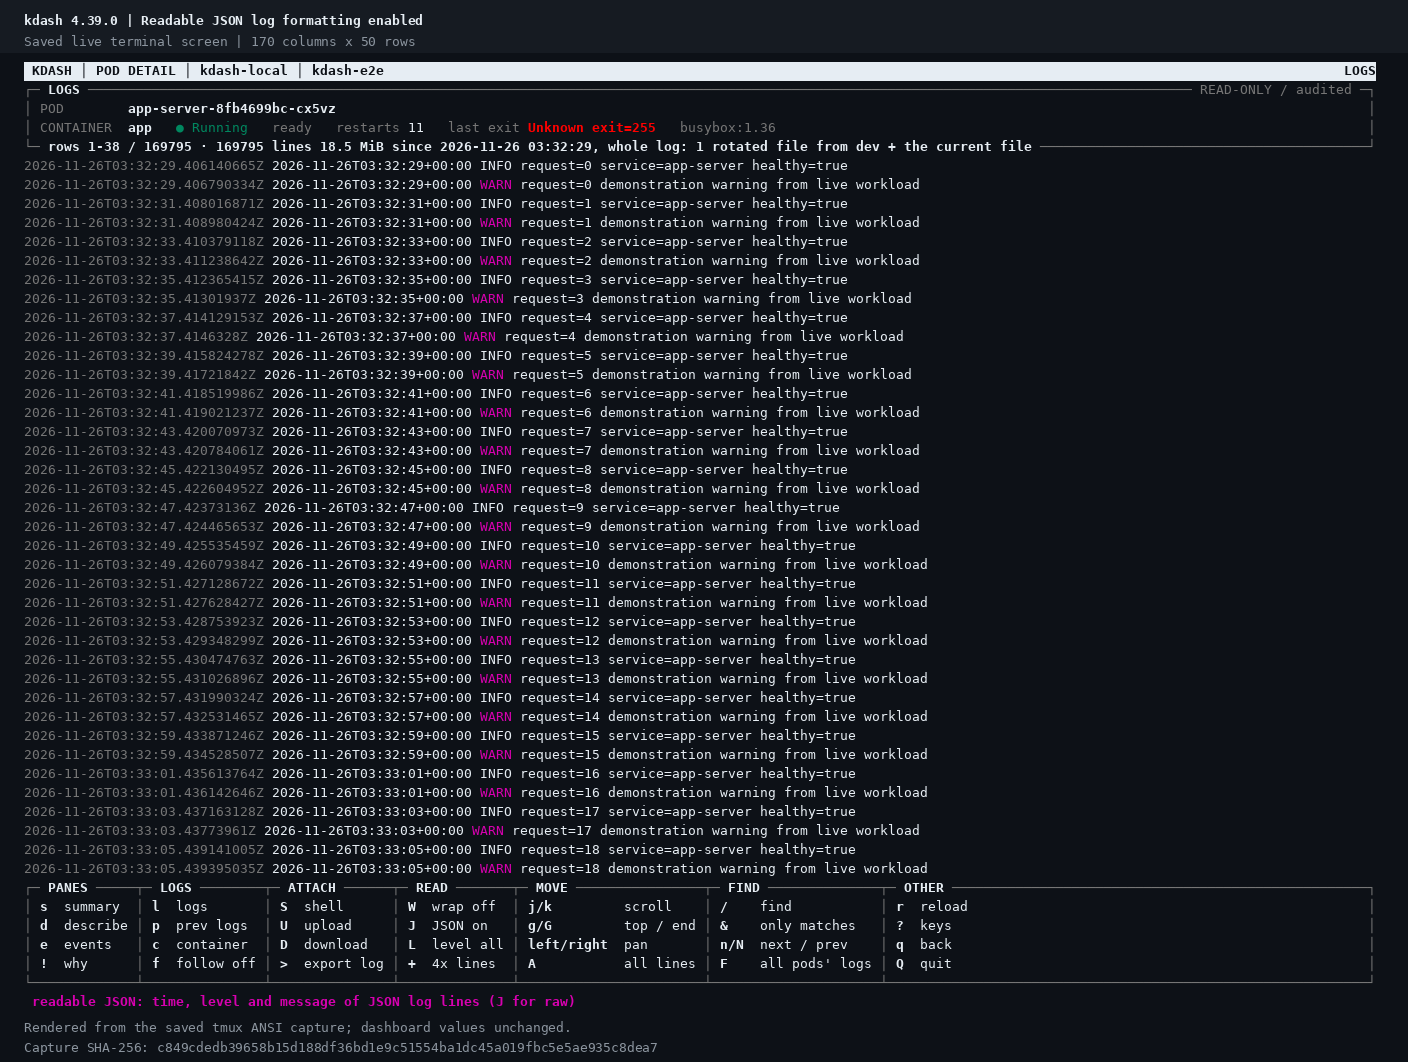 kdash 4.39.0 | Readable JSON log formatting enabled
Saved live terminal screen | 170 columns x 50 rows
KDASH │ POD DETAIL │ kdash-local │ kdash-e2e LOGS
LOGS READ-ONLY / audited
POD app-server-8fb4699bc-cx5vz
CONTAINER app ● Running ready restarts 11 last exit Unknown exit=255 busybox:1.36
rows 1-38 / 169795 · 169795 lines 18.5 MiB since 2026-11-26 03:32:29, whole log: 1 rotated file from dev + the current file
2026-11-26T03:32:29.406140665Z 2026-11-26T03:32:29+00:00 INFO request=0 service=app-server healthy=true
2026-11-26T03:32:29.406790334Z 2026-11-26T03:32:29+00:00 WARN request=0 demonstration warning from live workload
2026-11-26T03:32:31.408016871Z 2026-11-26T03:32:31+00:00 INFO request=1 service=app-server healthy=true
2026-11-26T03:32:31.408980424Z 2026-11-26T03:32:31+00:00 WARN request=1 demonstration warning from live workload
2026-11-26T03:32:33.410379118Z 2026-11-26T03:32:33+00:00 INFO request=2 service=app-server healthy=true
2026-11-26T03:32:33.411238642Z 2026-11-26T03:32:33+00:00 WARN request=2 demonstration warning from live workload
2026-11-26T03:32:35.412365415Z 2026-11-26T03:32:35+00:00 INFO request=3 service=app-server healthy=true
2026-11-26T03:32:35.41301937Z 2026-11-26T03:32:35+00:00 WARN request=3 demonstration warning from live workload
2026-11-26T03:32:37.414129153Z 2026-11-26T03:32:37+00:00 INFO request=4 service=app-server healthy=true
2026-11-26T03:32:37.4146328Z 2026-11-26T03:32:37+00:00 WARN request=4 demonstration warning from live workload
2026-11-26T03:32:39.415824278Z 2026-11-26T03:32:39+00:00 INFO request=5 service=app-server healthy=true
2026-11-26T03:32:39.41721842Z 2026-11-26T03:32:39+00:00 WARN request=5 demonstration warning from live workload
2026-11-26T03:32:41.418519986Z 2026-11-26T03:32:41+00:00 INFO request=6 service=app-server healthy=true
2026-11-26T03:32:41.419021237Z 2026-11-26T03:32:41+00:00 WARN request=6 demonstration warning from live workload
2026-11-26T03:32:43.420070973Z 2026-11-26T03:32:43+00:00 INFO request=7 service=app-server healthy=true
2026-11-26T03:32:43.420784061Z 2026-11-26T03:32:43+00:00 WARN request=7 demonstration warning from live workload
2026-11-26T03:32:45.422130495Z 2026-11-26T03:32:45+00:00 INFO request=8 service=app-server healthy=true
2026-11-26T03:32:45.422604952Z 2026-11-26T03:32:45+00:00 WARN request=8 demonstration warning from live workload
2026-11-26T03:32:47.42373136Z 2026-11-26T03:32:47+00:00 INFO request=9 service=app-server healthy=true
2026-11-26T03:32:47.424465653Z 2026-11-26T03:32:47+00:00 WARN request=9 demonstration warning from live workload
2026-11-26T03:32:49.425535459Z 2026-11-26T03:32:49+00:00 INFO request=10 service=app-server healthy=true
2026-11-26T03:32:49.426079384Z 2026-11-26T03:32:49+00:00 WARN request=10 demonstration warning from live workload
2026-11-26T03:32:51.427128672Z 2026-11-26T03:32:51+00:00 INFO request=11 service=app-server healthy=true
2026-11-26T03:32:51.427628427Z 2026-11-26T03:32:51+00:00 WARN request=11 demonstration warning from live workload
2026-11-26T03:32:53.428753923Z 2026-11-26T03:32:53+00:00 INFO request=12 service=app-server healthy=true
2026-11-26T03:32:53.429348299Z 2026-11-26T03:32:53+00:00 WARN request=12 demonstration warning from live workload
2026-11-26T03:32:55.430474763Z 2026-11-26T03:32:55+00:00 INFO request=13 service=app-server healthy=true
2026-11-26T03:32:55.431026896Z 2026-11-26T03:32:55+00:00 WARN request=13 demonstration warning from live workload
2026-11-26T03:32:57.431990324Z 2026-11-26T03:32:57+00:00 INFO request=14 service=app-server healthy=true
2026-11-26T03:32:57.432531465Z 2026-11-26T03:32:57+00:00 WARN request=14 demonstration warning from live workload
2026-11-26T03:32:59.433871246Z 2026-11-26T03:32:59+00:00 INFO request=15 service=app-server healthy=true
2026-11-26T03:32:59.434528507Z 2026-11-26T03:32:59+00:00 WARN request=15 demonstration warning from live workload
2026-11-26T03:33:01.435613764Z 2026-11-26T03:33:01+00:00 INFO request=16 service=app-server healthy=true
2026-11-26T03:33:01.436142646Z 2026-11-26T03:33:01+00:00 WARN request=16 demonstration warning from live workload
2026-11-26T03:33:03.437163128Z 2026-11-26T03:33:03+00:00 INFO request=17 service=app-server healthy=true
2026-11-26T03:33:03.43773961Z 2026-11-26T03:33:03+00:00 WARN request=17 demonstration warning from live workload
2026-11-26T03:33:05.439141005Z 2026-11-26T03:33:05+00:00 INFO request=18 service=app-server healthy=true
2026-11-26T03:33:05.439395035Z 2026-11-26T03:33:05+00:00 WARN request=18 demonstration warning from live workload
PANES LOGS ATTACH READ MOVE FIND OTHER
s summary │ l logs │ S shell │ W wrap off │ j/k scroll │ / find │ r reload
d describe │ p prev logs │ U upload │ J JSON on │ g/G top / end │ & only matches │ ? keys
e events │ c container │ D download │ L level all │ left/right pan │ n/N next / prev │ q back
! why │ f follow off │ > export log │ + 4x lines │ A all lines │ F all pods' logs │ Q quit
readable JSON: time, level and message of JSON log lines (J for raw)
Rendered from the saved tmux ANSI capture; dashboard values unchanged.
Capture SHA-256: c849cdedb39658b15d188df36bd1e9c51554ba1dc45a019fbc5e5ae935c8dea7